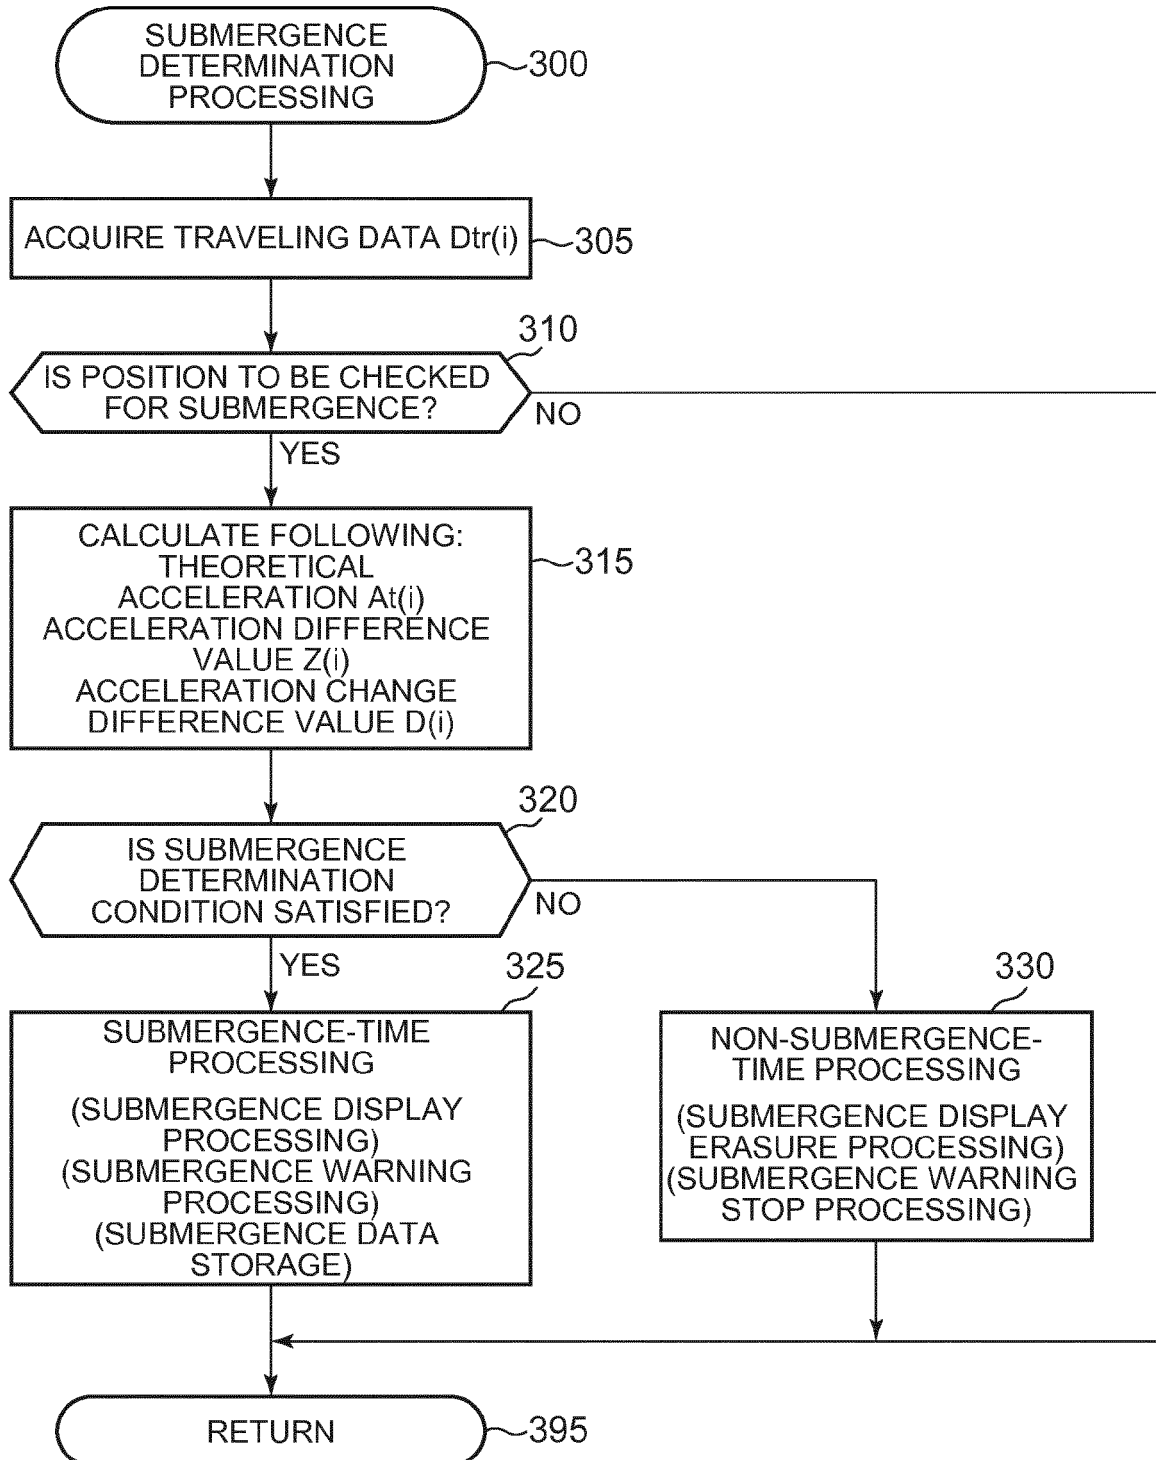 SUBMERGENCE
DETERMINATION
PROCESSING
300
ACQUIRE TRAVELING DATA Dtr(i)
305
310
IS POSITION TO BE CHECKED
FOR SUBMERGENCE?
NO
YES
CALCULATE FOLLOWING:
THEORETICAL
ACCELERATION At(i)
ACCELERATION DIFFERENCE
VALUE Z(i)
ACCELERATION CHANGE
DIFFERENCE VALUE D(i)
315
320
IS SUBMERGENCE
DETERMINATION
CONDITION SATISFIED?
NO
YES
325
SUBMERGENCE-TIME
PROCESSING
(SUBMERGENCE DISPLAY
PROCESSING)
(SUBMERGENCE WARNING
PROCESSING)
(SUBMERGENCE DATA
STORAGE)
330
NON-SUBMERGENCE-
TIME PROCESSING
(SUBMERGENCE DISPLAY
ERASURE PROCESSING)
(SUBMERGENCE WARNING
STOP PROCESSING)
RETURN
395